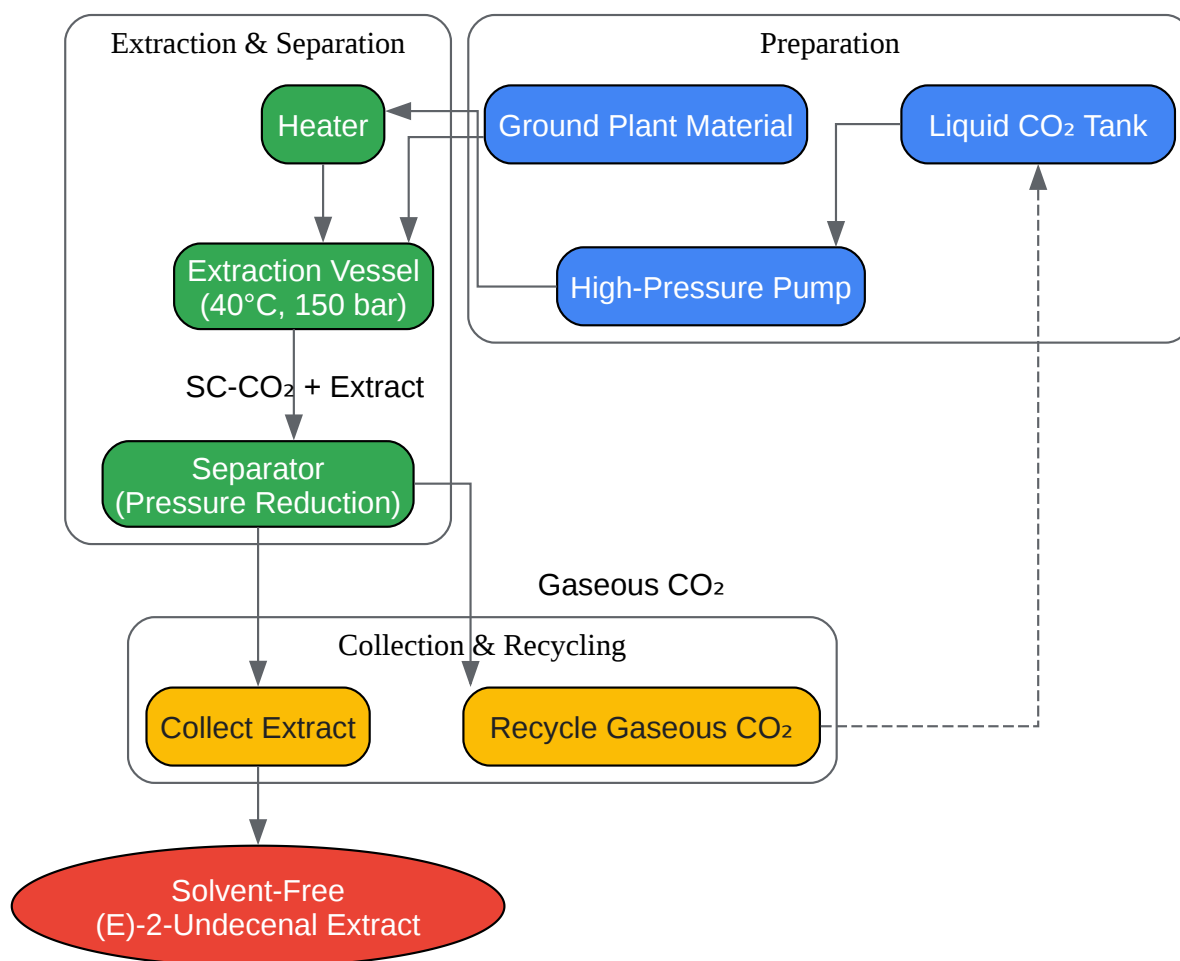 Extraction & Separation
Preparation
Heater
Ground Plant Material
Liquid CO₂ Tank
Extraction Vessel
(40°C, 150 bar)
High-Pressure Pump
SC-CO₂ + Extract
Separator
(Pressure Reduction)
Gaseous CO₂
Collection & Recycling
Collect Extract
Recycle Gaseous CO₂
Solvent-Free
(E)-2-Undecenal Extract